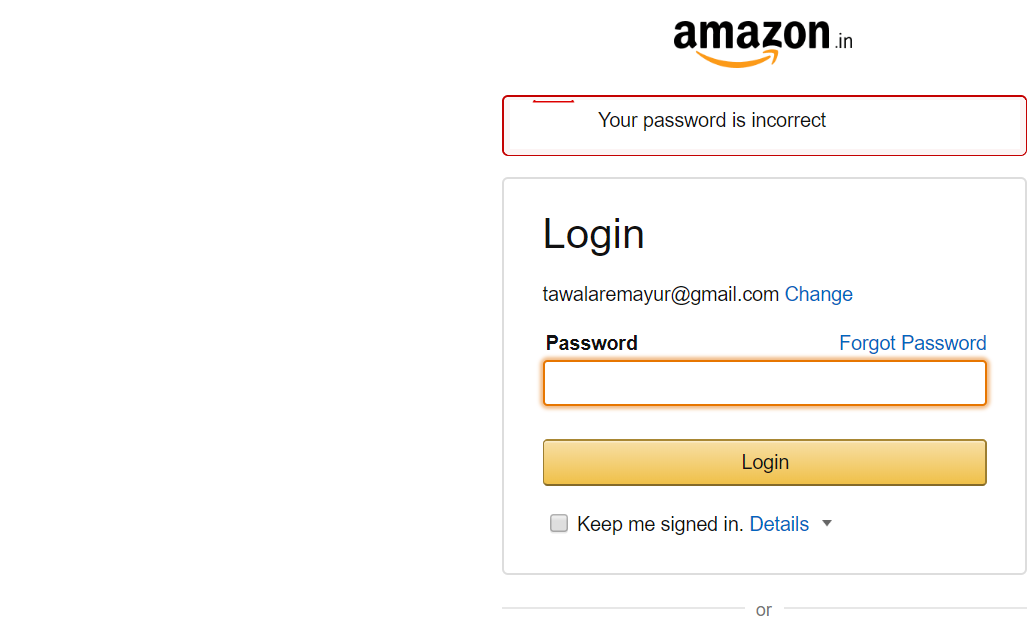 amazon.in
Your password is incorrect
Login
tawalaremayur@gmail.com Change
Password Forgot Password
Login
Keep me signed in. Details
or